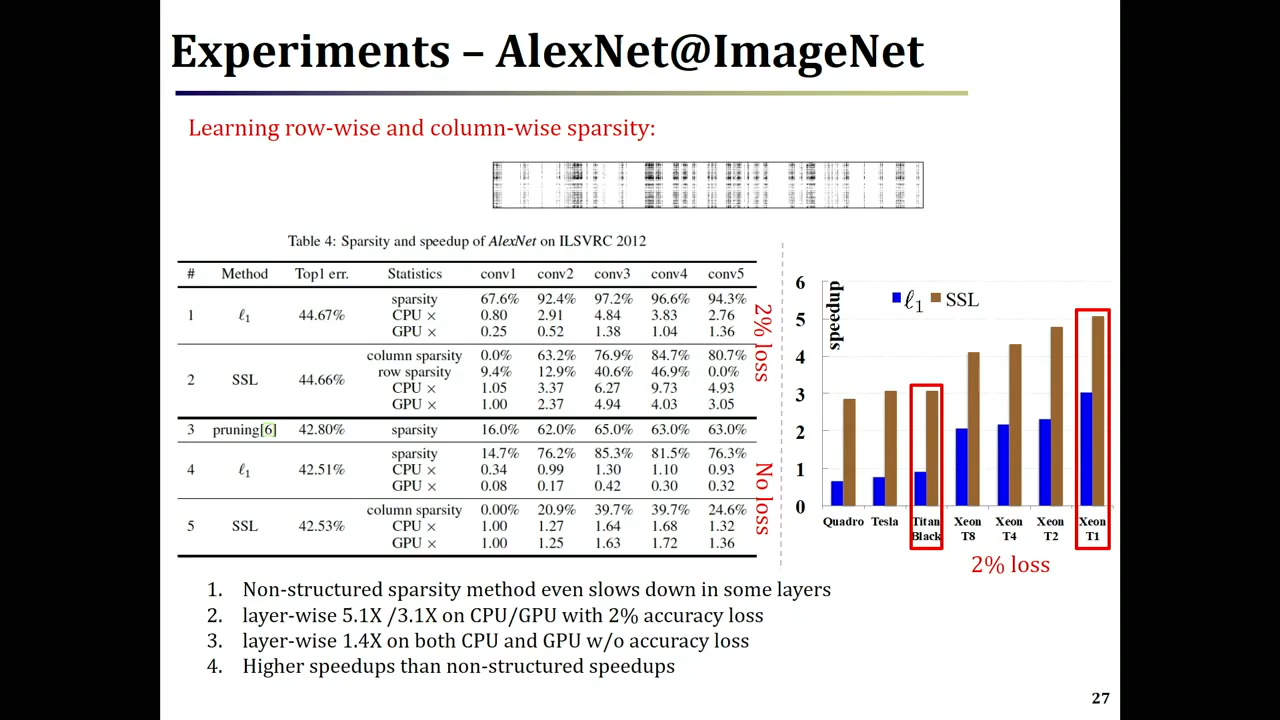 Experiments – AlexNet@ImageNet
Learning row-wise and column-wise sparsity:
Table 4: Sparsity and speedup of AlexNet on ILSVRC 2012
# Method Top1 err. Statistics conv1 conv2 conv3 conv4 conv5
1 ℓ1 44.67% sparsity 67.6% 92.4% 97.2% 96.6% 94.3%
CPU × 0.80 2.91 4.84 3.83 2.76
GPU × 0.25 0.52 1.38 1.04 1.36
2 SSL 44.66% column sparsity 0.0% 63.2% 76.9% 84.7% 80.7%
row sparsity 9.4% 12.9% 40.6% 46.9% 0.0%
CPU × 1.05 3.37 6.27 9.73 4.93
GPU × 1.00 2.37 4.94 4.03 3.05
3 pruning[6] 42.80% sparsity 16.0% 62.0% 65.0% 63.0% 63.0%
4 ℓ1 42.51% sparsity 14.7% 76.2% 85.3% 81.5% 76.3%
CPU × 0.34 0.99 1.30 1.10 0.93
GPU × 0.08 0.17 0.42 0.30 0.32
5 SSL 42.53% column sparsity 0.00% 20.9% 39.7% 39.7% 24.6%
CPU × 1.00 1.27 1.64 1.68 1.32
GPU × 1.00 1.25 1.63 1.72 1.36
2% loss
No loss
speedup
ℓ1 SSL
6
5
4
3
2
1
0
Quadro Tesla Titan Black Xeon T8 Xeon T4 Xeon T2 Xeon T1
2% loss
1. Non-structured sparsity method even slows down in some layers
2. layer-wise 5.1X /3.1X on CPU/GPU with 2% accuracy loss
3. layer-wise 1.4X on both CPU and GPU w/o accuracy loss
4. Higher speedups than non-structured speedups
27